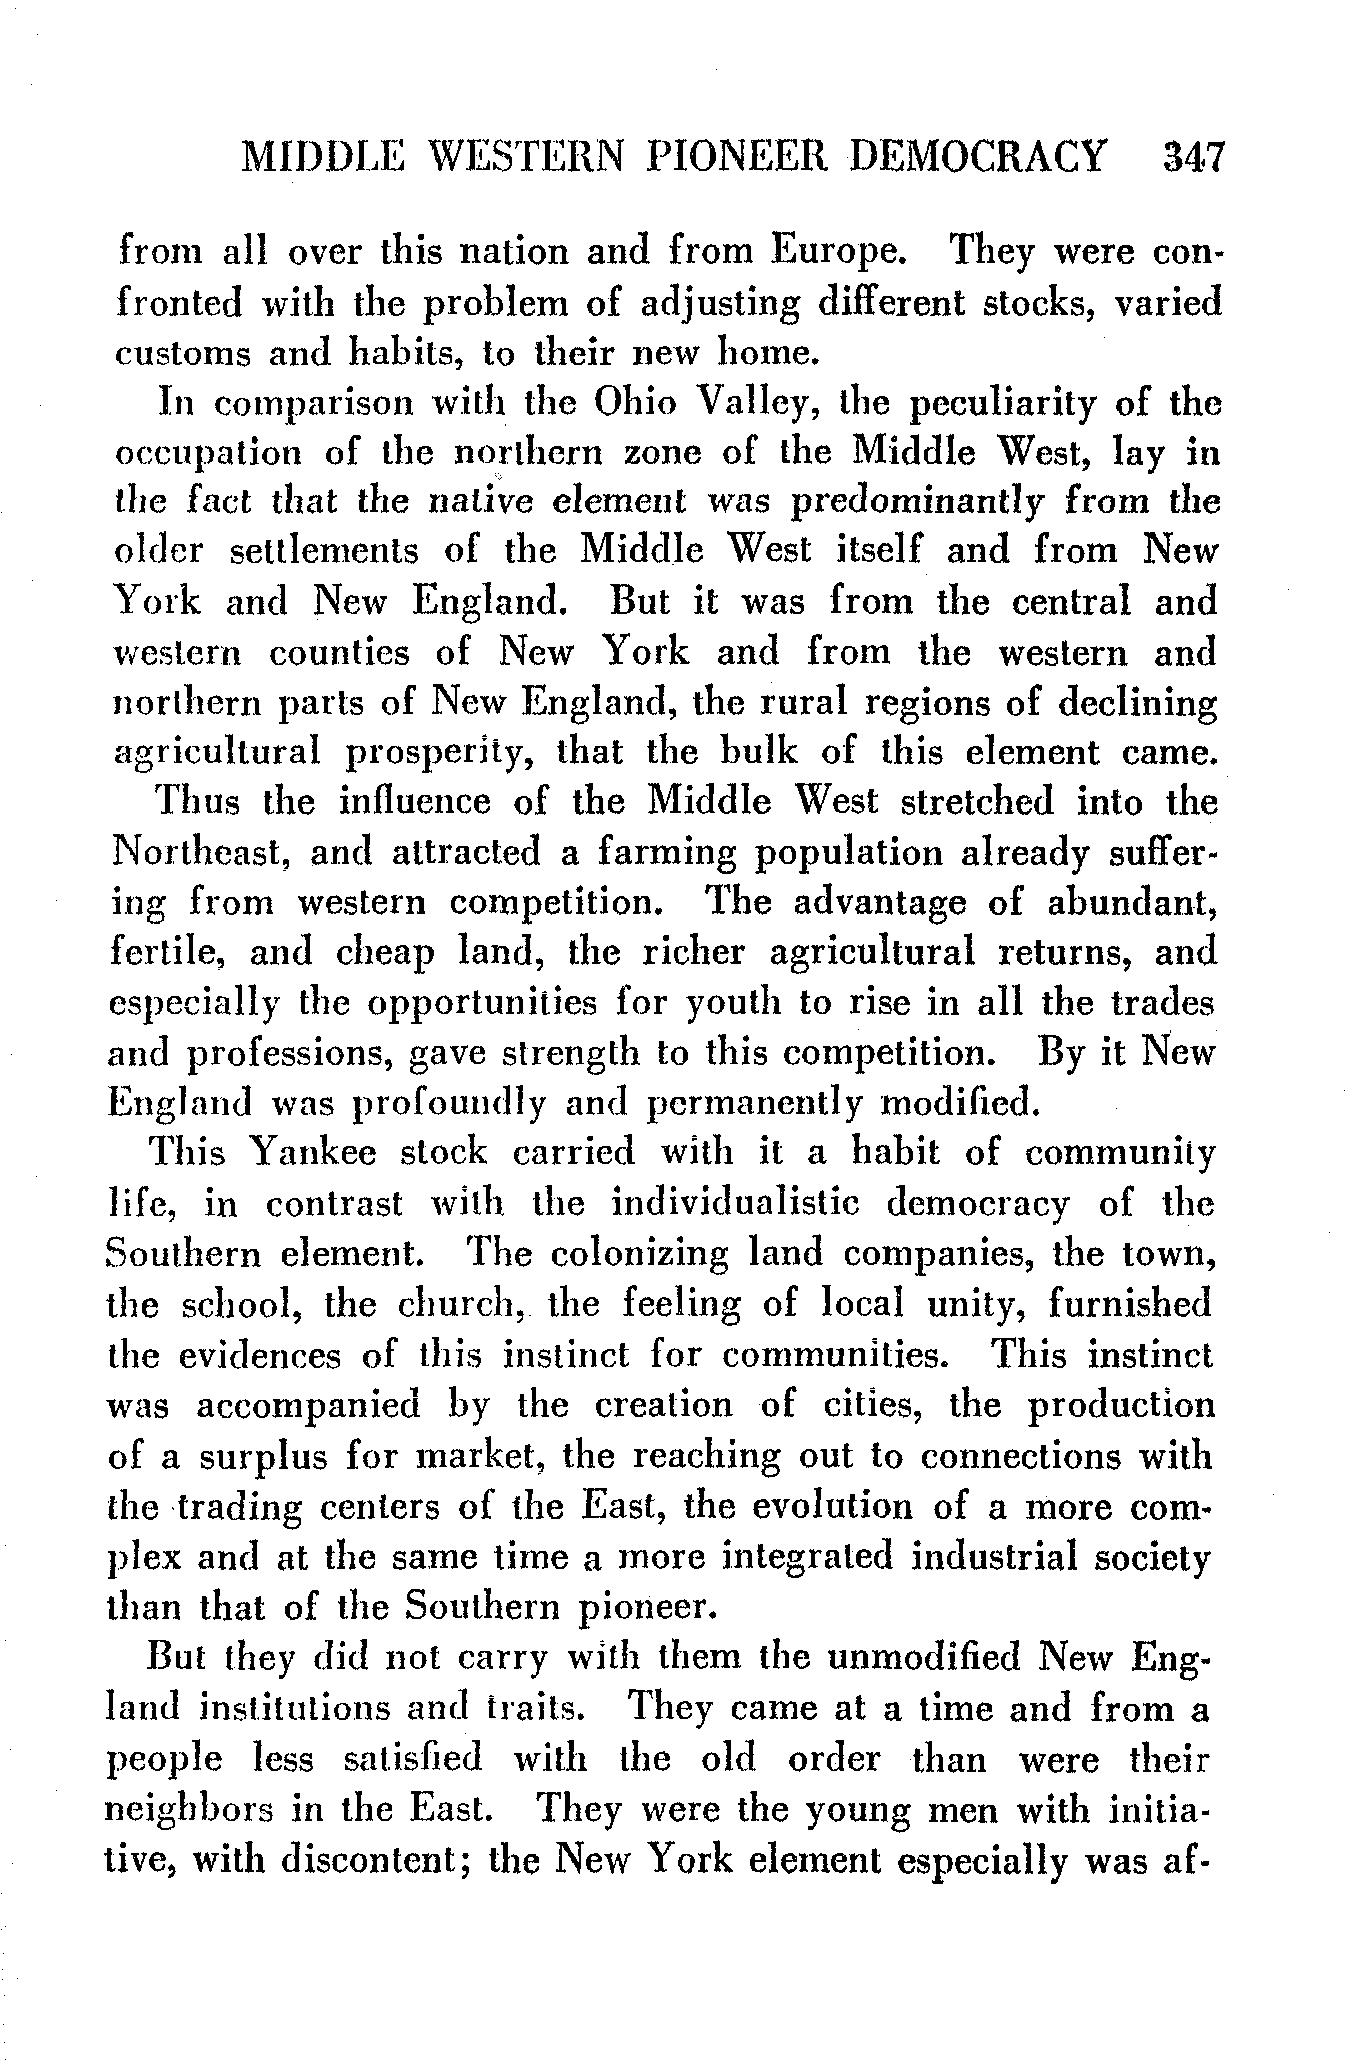 MIDDLE WESTERN PIONEER DEMOCRACY 347
from all over this nation and from Europe. They were con-
fronted with the problem of adjusting different stocks, varied
customs and habits, to their new home.
In comparison with the Ohio Valley, the peculiarity of the
occupation of the northern zone of the Middle West, lay in
the fact that the native element was predominantly from the
older settlements of the Middle West itself and from New
York and New England. But it was from the central and
western counties of New York and from the western and
northern parts of New England, the rural regions of declining
agricultural prosperity, that the bulk of this element came.
Thus the influence of the Middle West stretched into the
Northeast, and attracted a farming population already suffer-
ing from western competition. The advantage of abundant,
fertile, and cheap land, the richer agricultural returns, and
especially the opportunities for youth to rise in all the trades
and professions, gave strength to this competition. By it New
England was profoundly and permanently modified.
This Yankee stock carried with it a habit of community
life, in contrast with the individualistic democracy of the
Southern element. The colonizing land companies, the town,
the school, the church, the feeling of local unity, furnished
the evidences of this instinct for communities. This instinct
was accompanied by the creation of cities, the production
of a surplus for market, the reaching out to connections with
the trading centers of the East, the evolution of a more com-
plex and at the same time a more integrated industrial society
than that of the Southern pioneer.
But they did not carry with them the unmodified New Eng-
land institutions and traits. They came at a time and from a
people less satisfied with the old order than were their
neighbors in the East. They were the young men with initia-
tive, with discontent; the New York element especially was af-